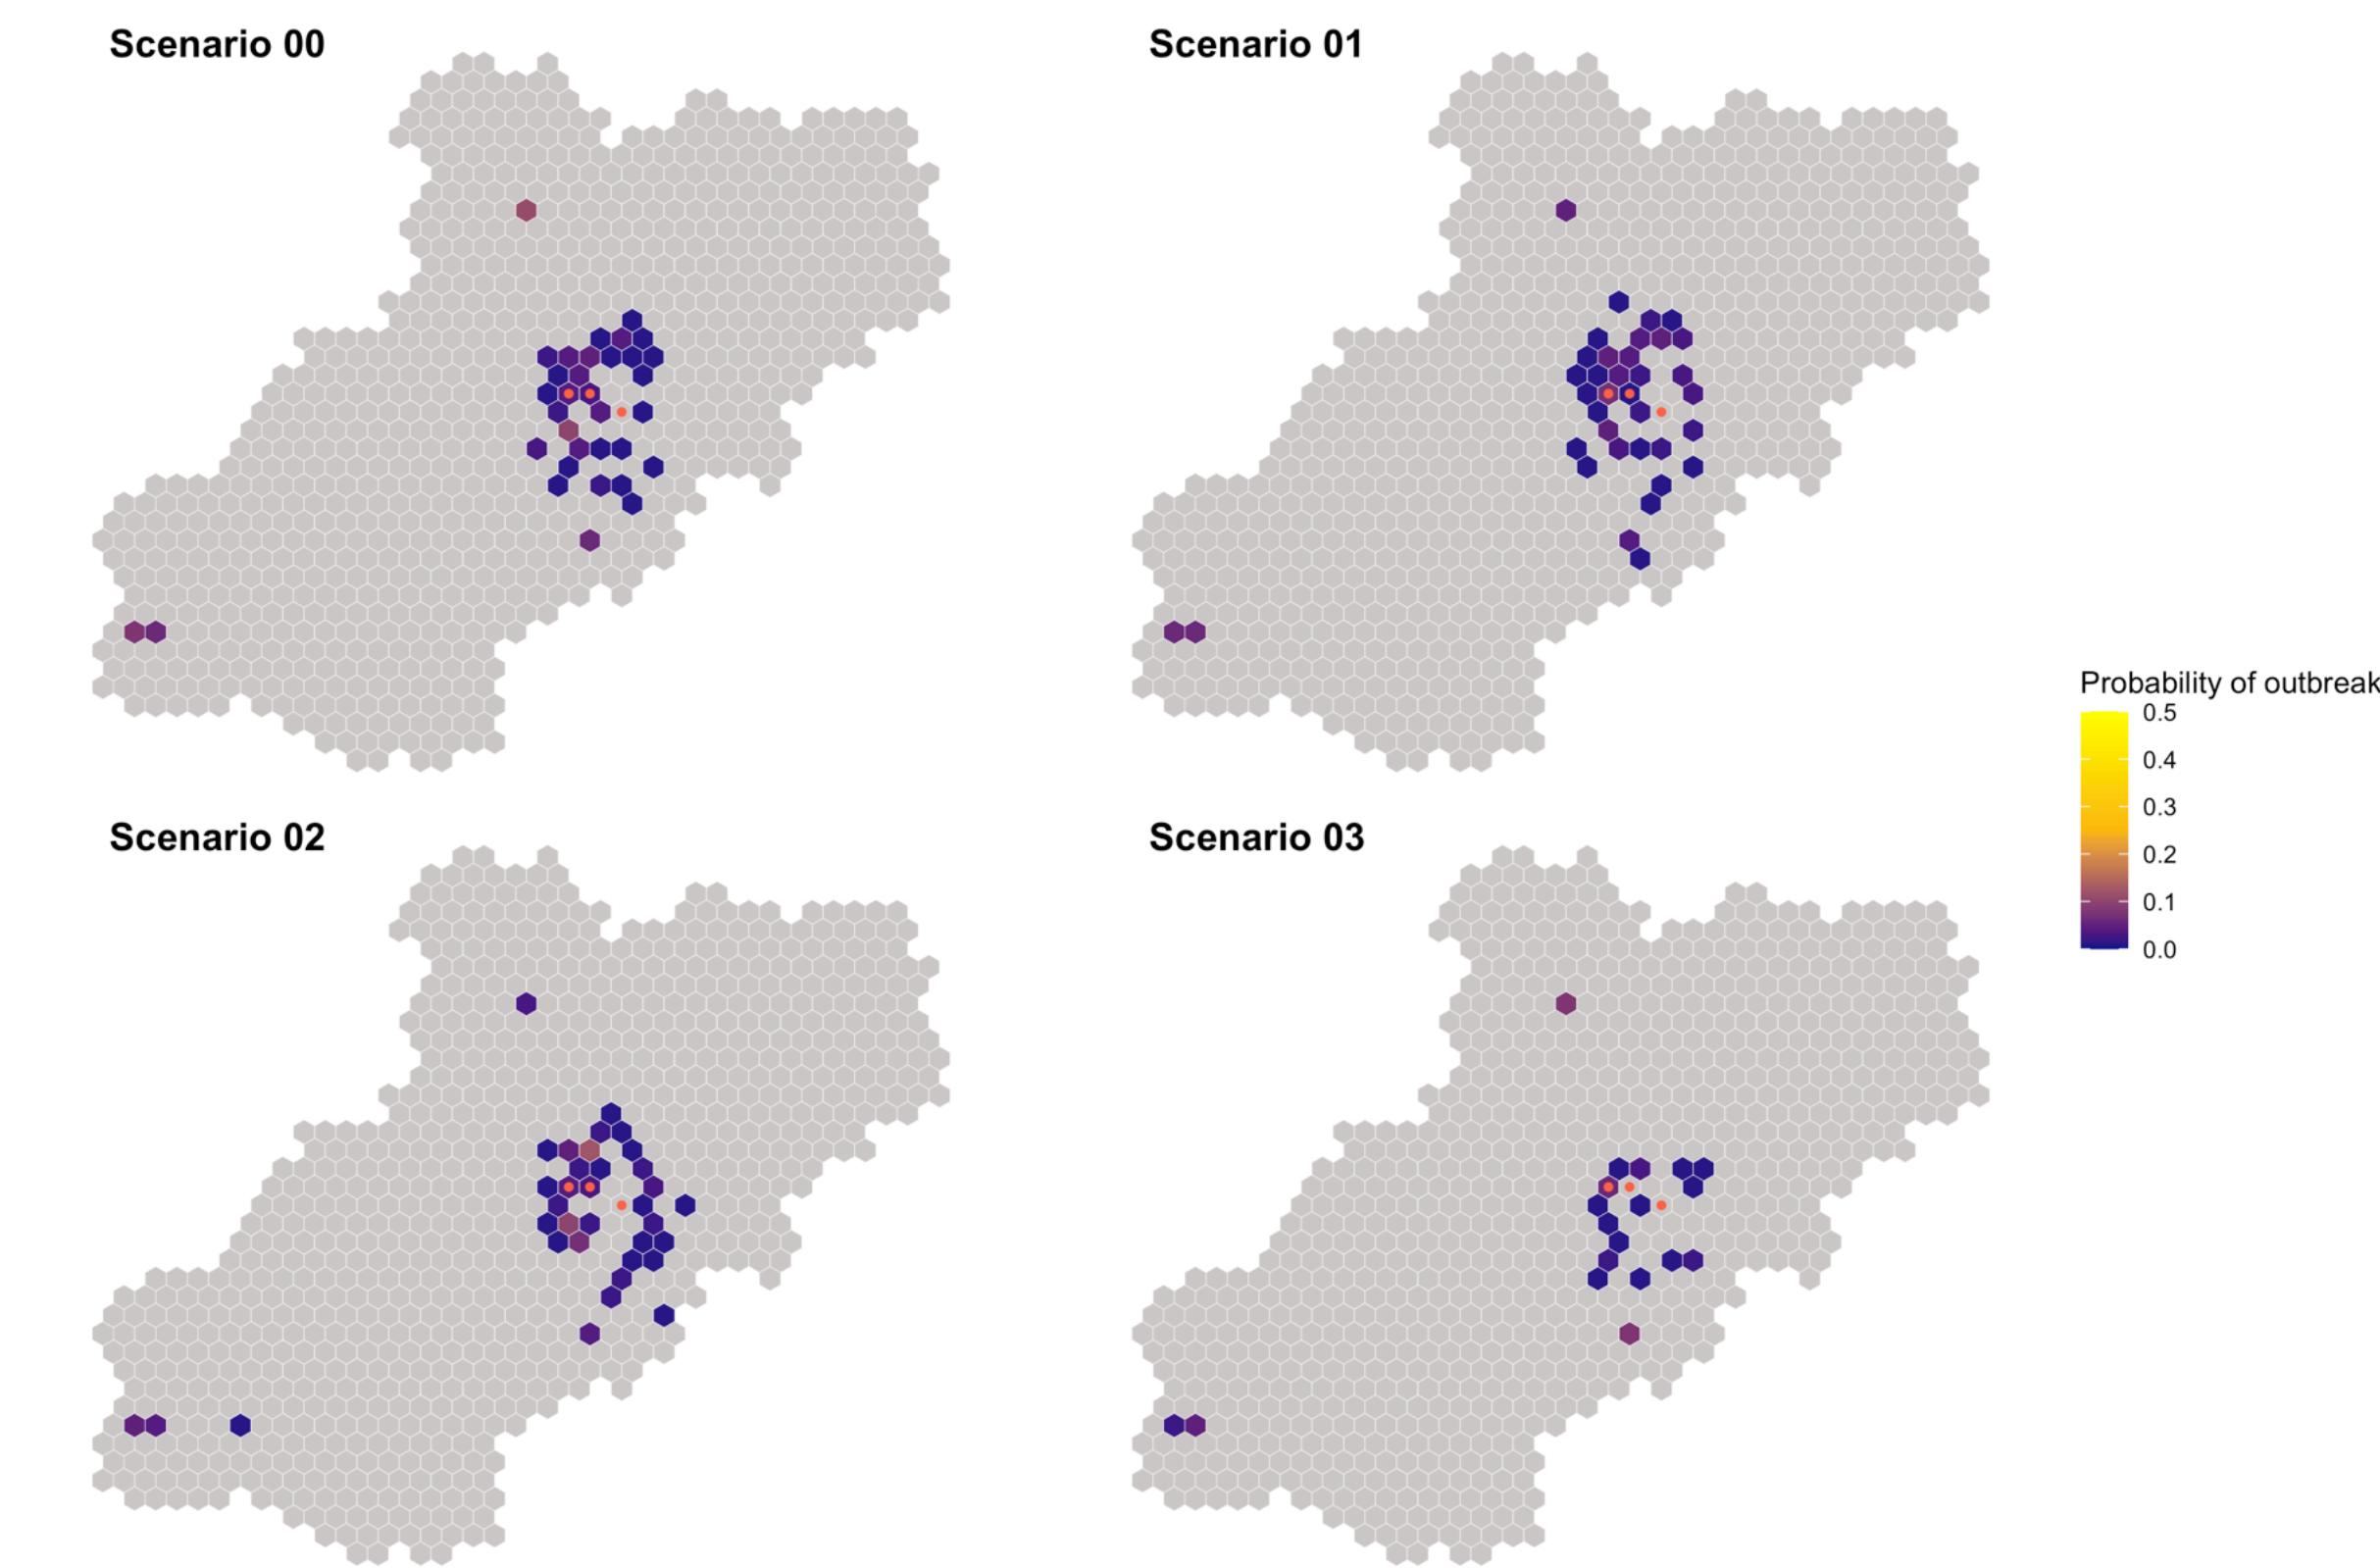 Scenario 00
Scenario 01
Scenario 02
Scenario 03
Probability of outbreak
0.5
0.4
0.3
0.2
0.1
0.0